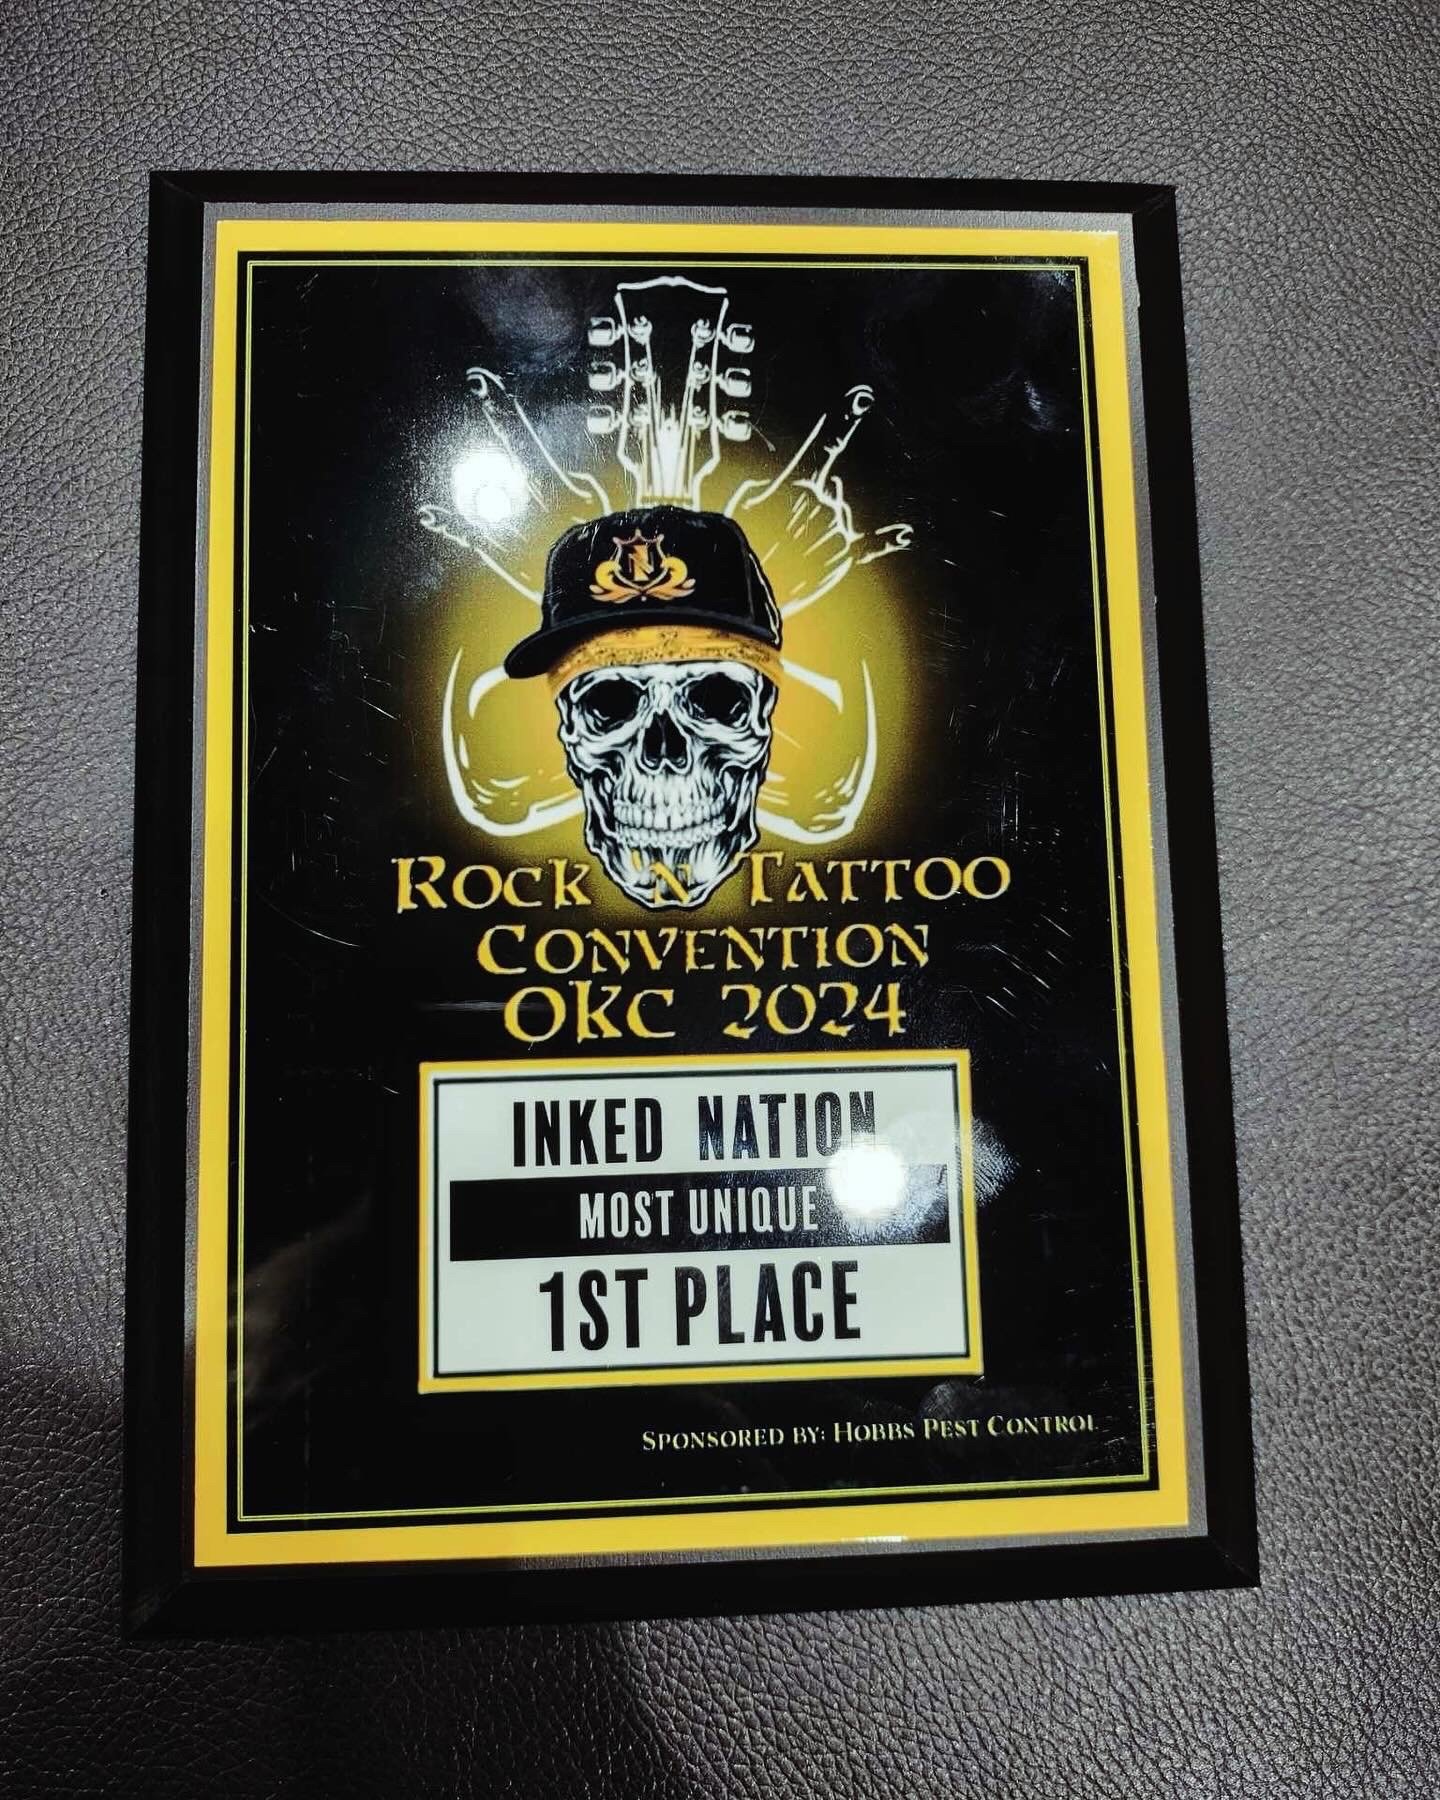 N
ROCK 'N TATTOO
CONVENTION
OKC 2024
INKED NATION
MOST UNIQUE
1ST PLACE
SPONSORED BY: HOBBS PEST CONTROL